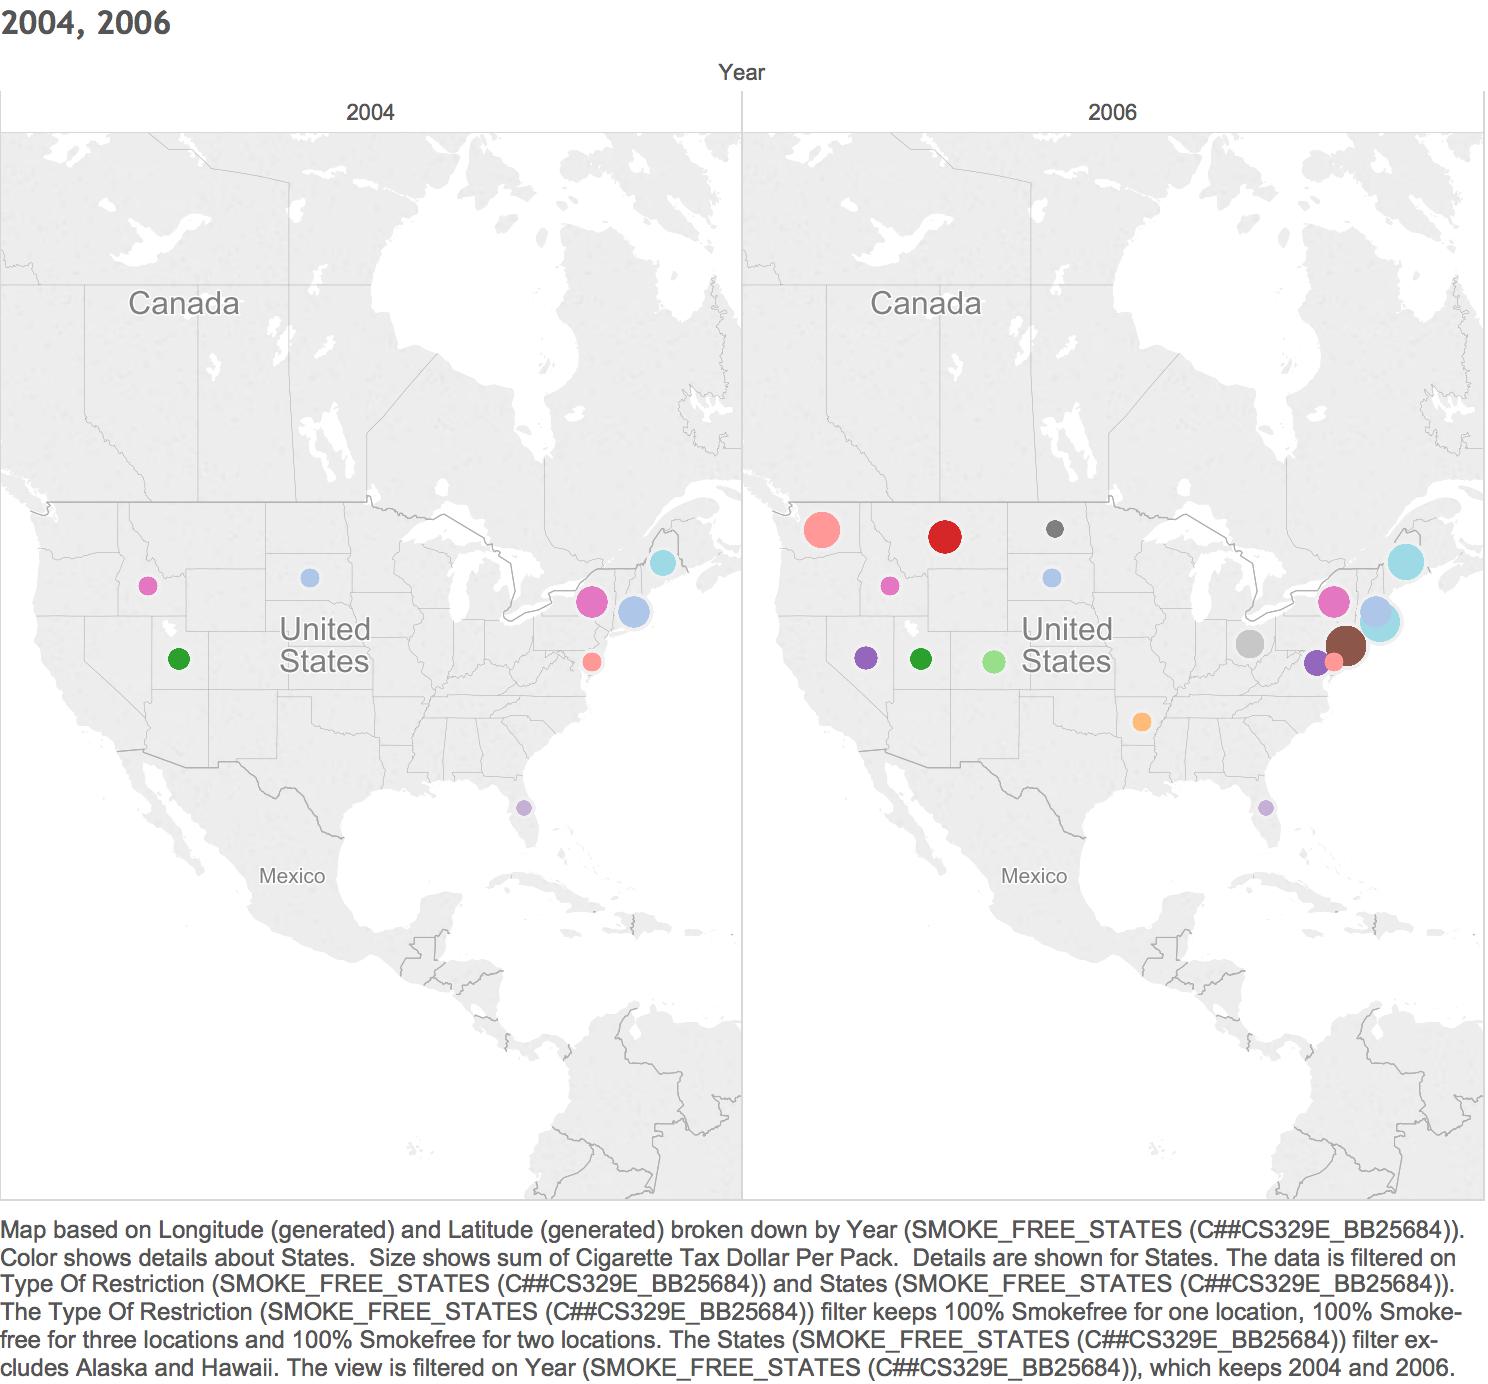 2004, 2006
Year
2004
2006
Canada
Canada
United
States
United
States
Mexico
Mexico
Map based on Longitude (generated) and Latitude (generated) broken down by Year (SMOKE_FREE_STATES (C##CS329E_BB25684)).
Color shows details about States.  Size shows sum of Cigarette Tax Dollar Per Pack.  Details are shown for States. The data is filtered on
Type Of Restriction (SMOKE_FREE_STATES (C##CS329E_BB25684)) and States (SMOKE_FREE_STATES (C##CS329E_BB25684)).
The Type Of Restriction (SMOKE_FREE_STATES (C##CS329E_BB25684)) filter keeps 100% Smokefree for one location, 100% Smoke-
free for three locations and 100% Smokefree for two locations. The States (SMOKE_FREE_STATES (C##CS329E_BB25684)) filter ex-
cludes Alaska and Hawaii. The view is filtered on Year (SMOKE_FREE_STATES (C##CS329E_BB25684)), which keeps 2004 and 2006.